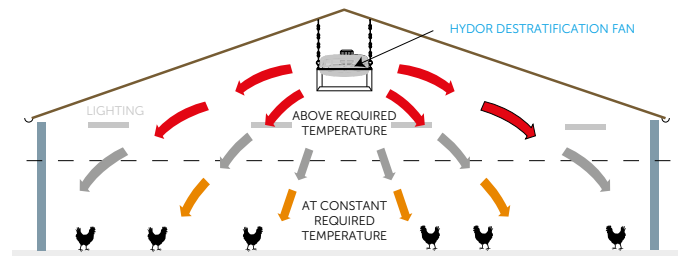 HYDOR DESTRATIFICATION FAN
LIGHTING
ABOVE REQUIRED
TEMPERATURE
AT CONSTANT
REQUIRED
TEMPERATURE